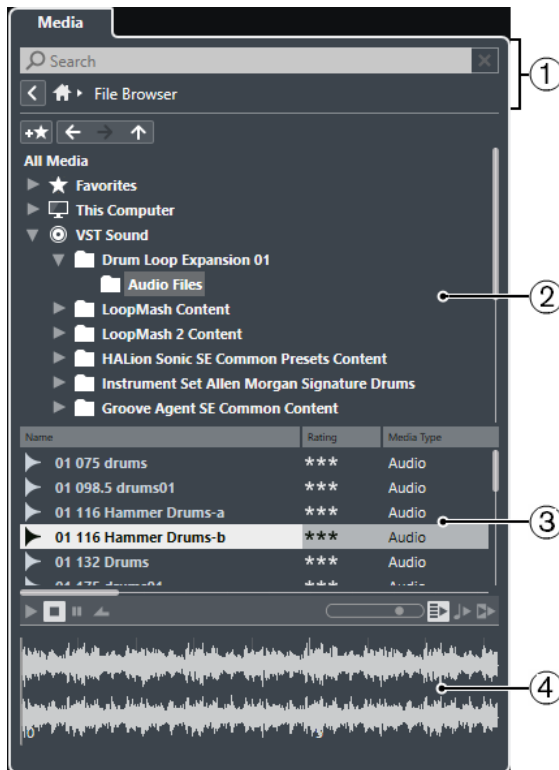 Media
Search
File Browser
All Media
Favorites
This Computer
VST Sound
Drum Loop Expansion 01
Audio Files
LoopMash Content
LoopMash 2 Content
HALion Sonic SE Common Presets Content
Instrument Set Allen Morgan Signature Drums
Groove Agent SE Common Content
Name Rating Media Type
01 075 drums *** Audio
01 098.5 drums01 *** Audio
01 116 Hammer Drums-a *** Audio
01 116 Hammer Drums-b *** Audio
01 132 Drums *** Audio
1
2
3
4